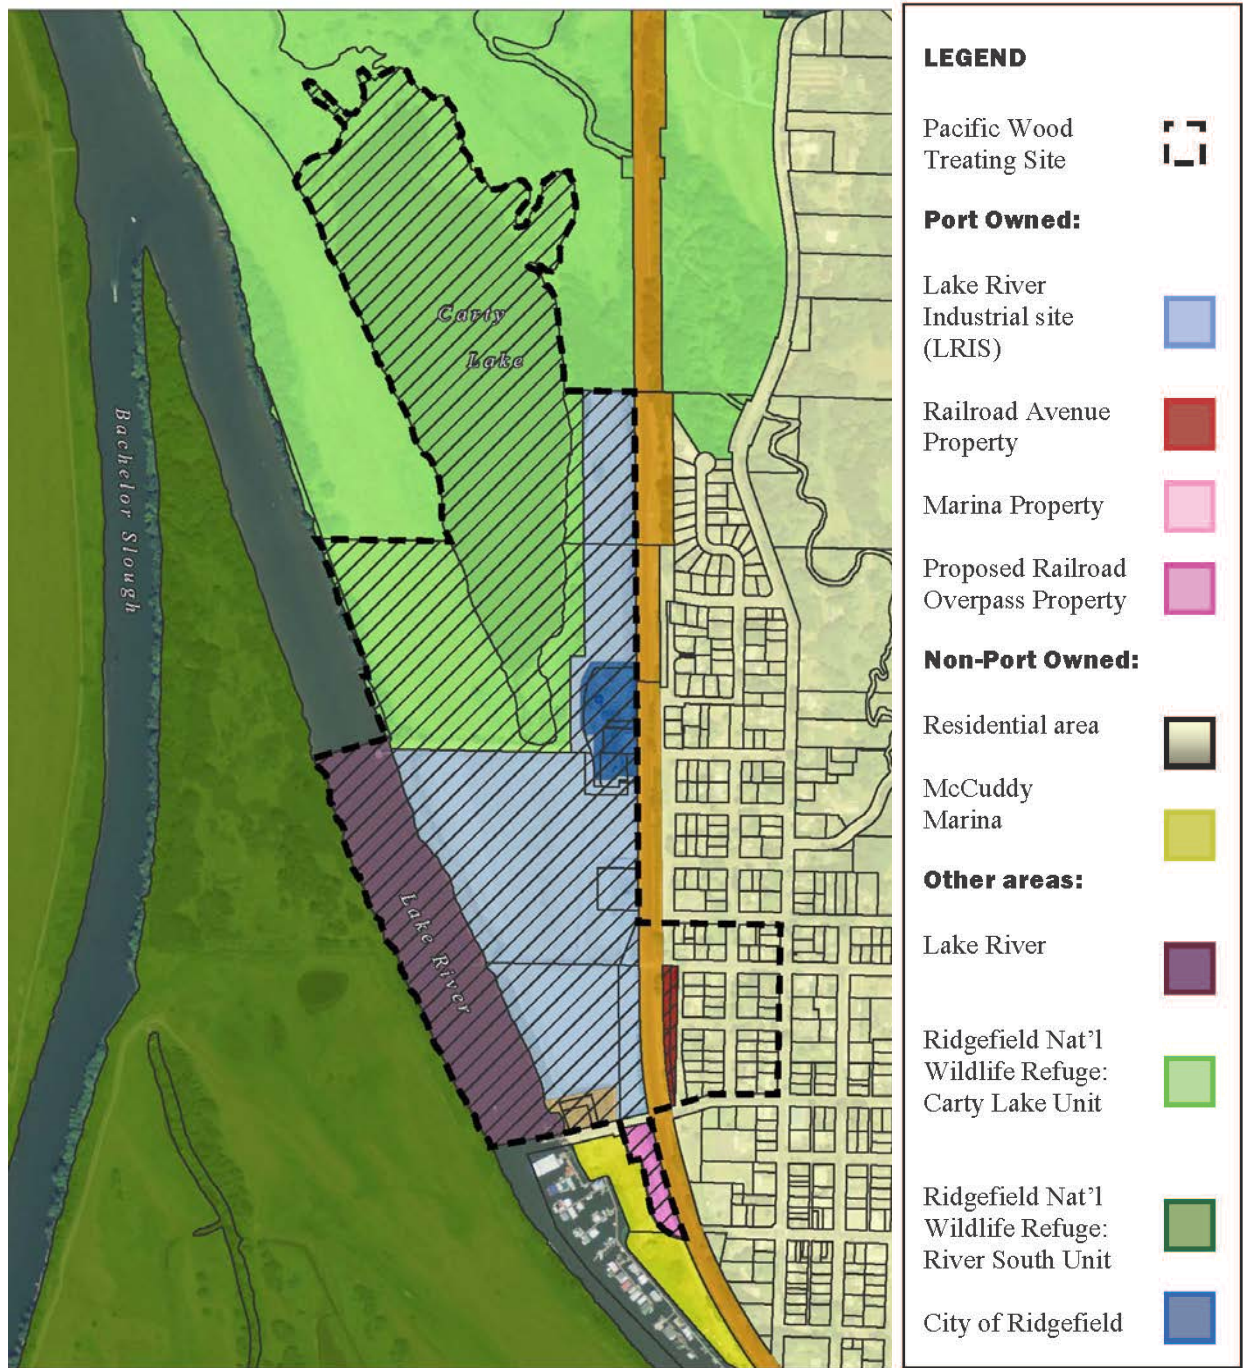 Carty
Lake
Bachelor Slough
Lake River
LEGEND
Pacific Wood
Treating Site
Port Owned:
Lake River
Industrial site
(LRIS)
Railroad Avenue
Property
Marina Property
Proposed Railroad
Overpass Property
Non-Port Owned:
Residential area
McCuddy
Marina
Other areas:
Lake River
Ridgefield Nat'l
Wildlife Refuge:
Carty Lake Unit
Ridgefield Nat'l
Wildlife Refuge:
River South Unit
City of Ridgefield